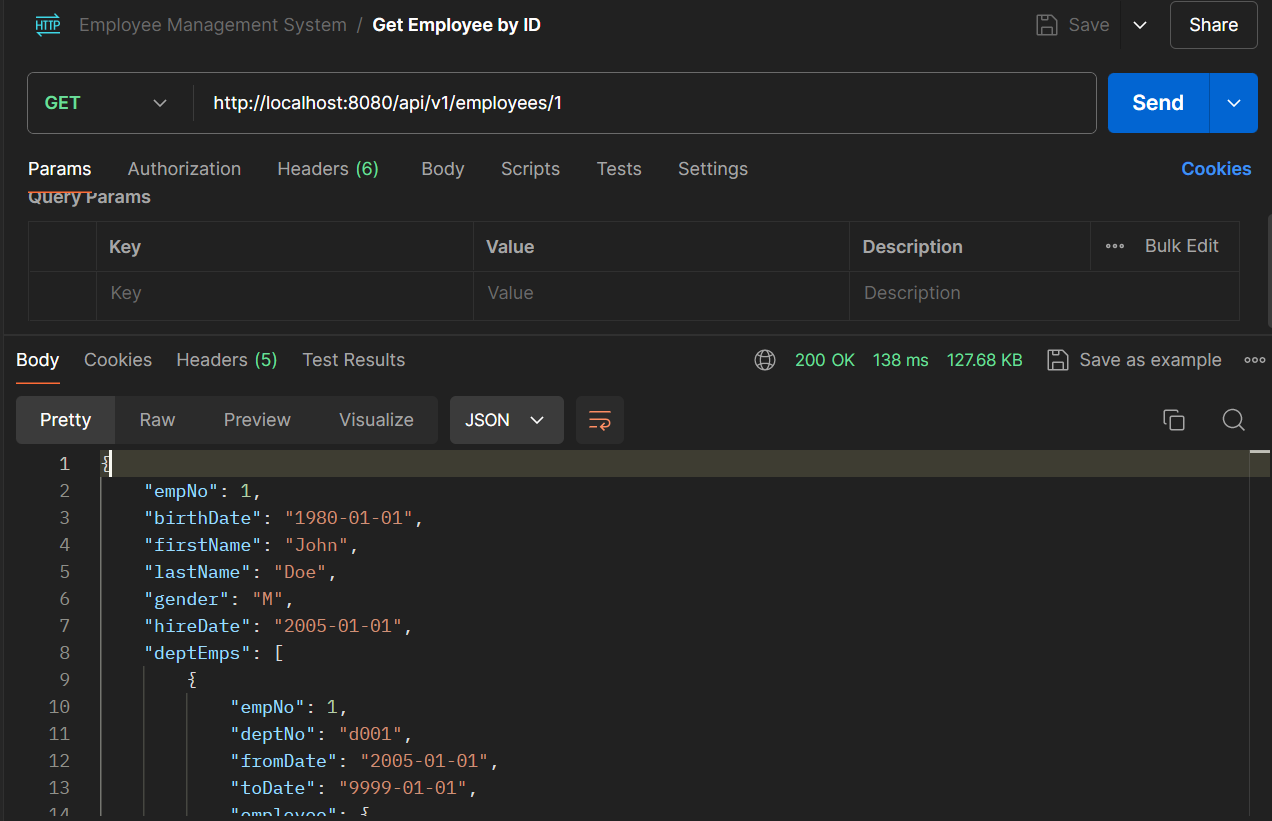 HTTP Employee Management System / Get Employee by ID Save Share
GET http://localhost:8080/api/v1/employees/1 Send
Params Authorization Headers (6) Body Scripts Tests Settings Cookies
Query Params
Key Value Description ••• Bulk Edit
Key Value Description
Body Cookies Headers (5) Test Results 200 OK 138 ms 127.68 KB Save as example
Pretty Raw Preview Visualize JSON
1 {
2 "empNo": 1,
3 "birthDate": "1980-01-01",
4 "firstName": "John",
5 "lastName": "Doe",
6 "gender": "M",
7 "hireDate": "2005-01-01",
8 "deptEmps": [
9 {
10 "empNo": 1,
11 "deptNo": "d001",
12 "fromDate": "2005-01-01",
13 "toDate": "9999-01-01",
14 "employee": {